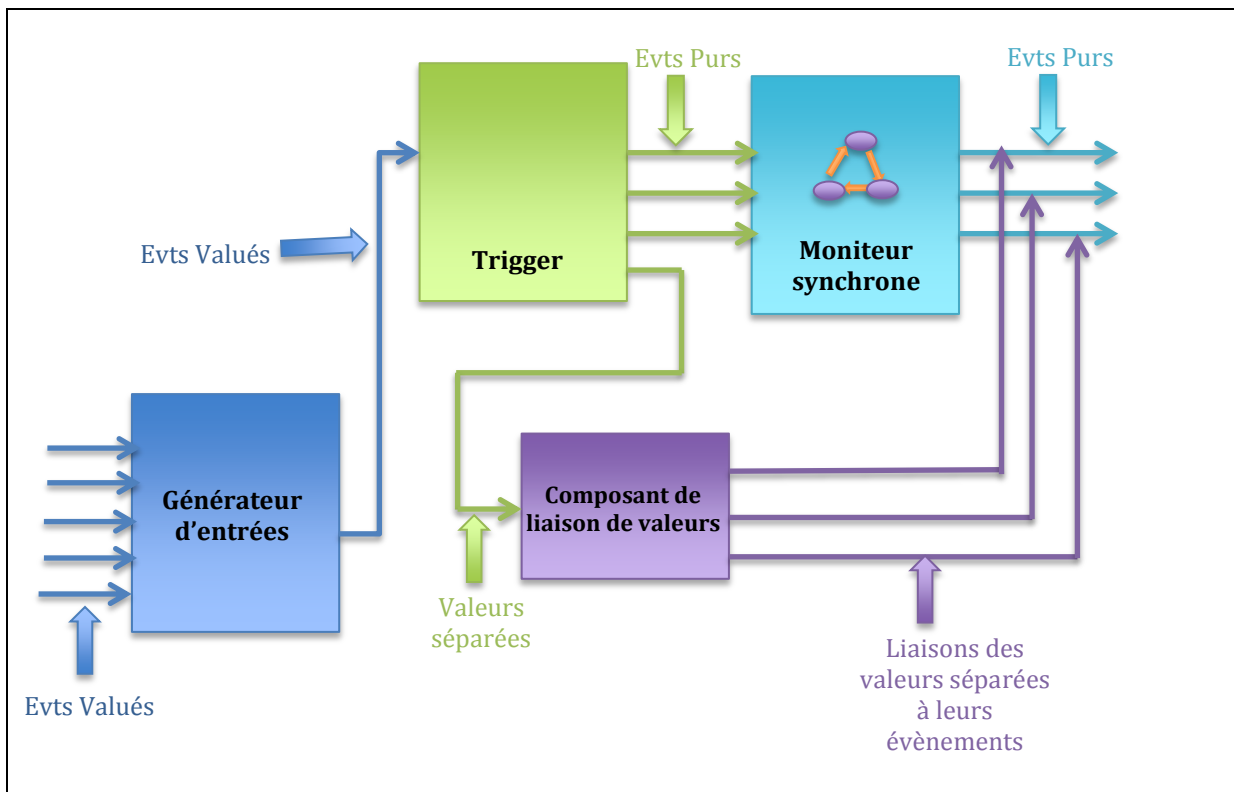 Evts Purs
Evts Purs
Trigger
Moniteur
synchrone
Evts Valués
Générateur
d'entrées
Composant de
liaison de valeurs
Valeurs
séparées
Evts Valués
Liaisons des
valeurs séparées
à leurs
évènements